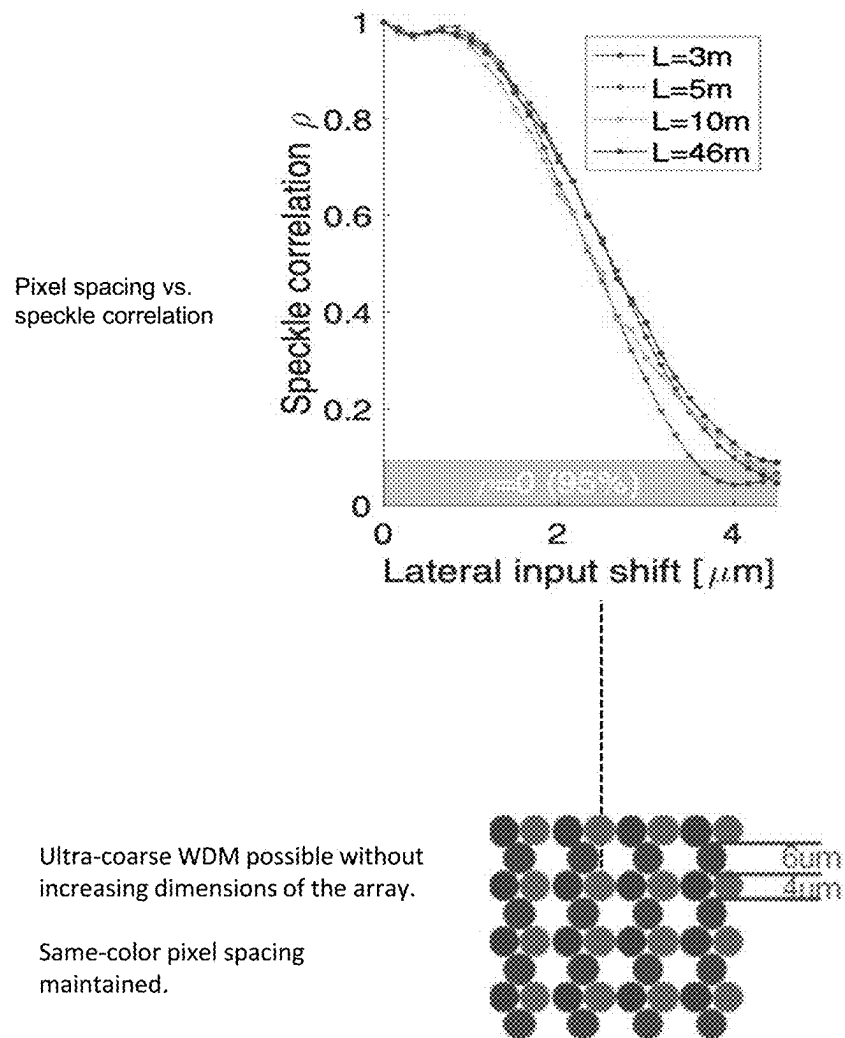 1
0.8
0.6
0.4
0.2
0
0
2
4
Speckle correlation ρ
L=3m
L=5m
L=10m
L=46m
Lateral input shift [μm]
Pixel spacing vs.
speckle correlation
Ultra-coarse WDM possible without
increasing dimensions of the array.
Same-color pixel spacing
maintained.
6um
4um